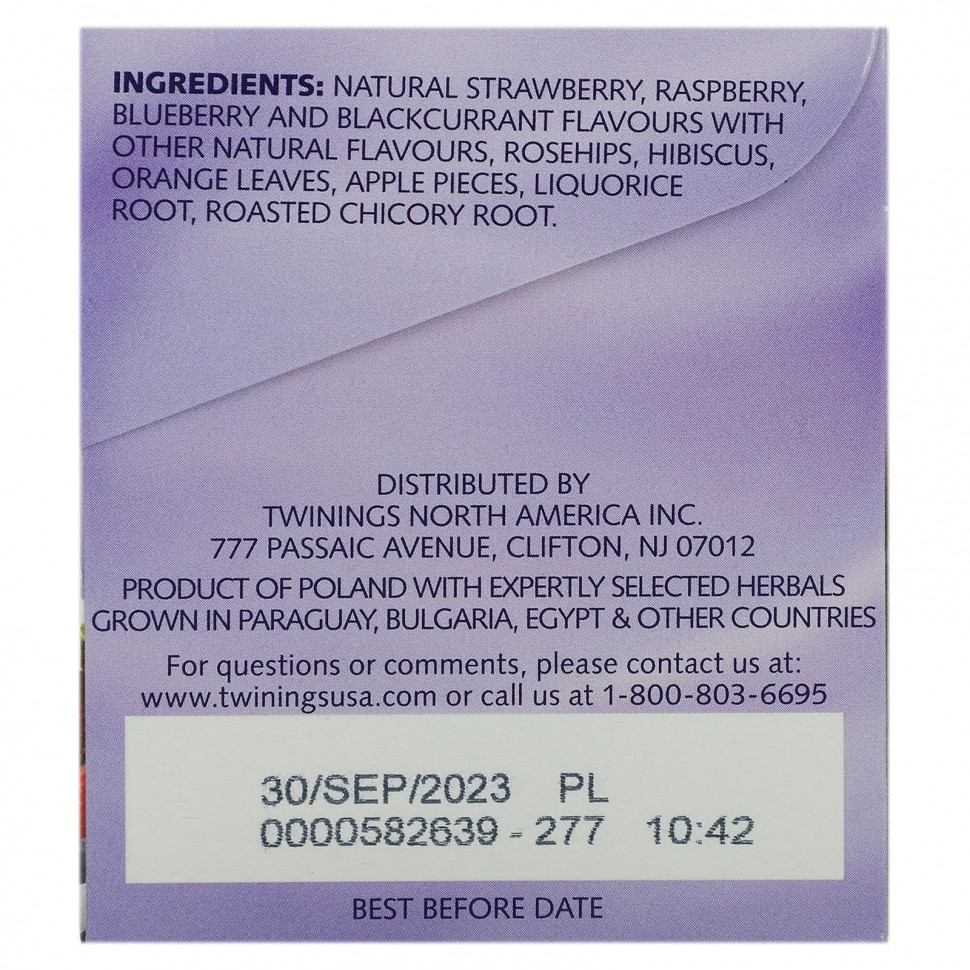 INGREDIENTS: NATURAL STRAWBERRY, RASPBERRY,
BLUEBERRY AND BLACKCURRANT FLAVOURS WITH
OTHER NATURAL FLAVOURS, ROSEHIPS, HIBISCUS,
ORANGE LEAVES, APPLE PIECES, LIQUORICE
ROOT, ROASTED CHICORY ROOT.
DISTRIBUTED BY
TWININGS NORTH AMERICA INC.
777 PASSAIC AVENUE, CLIFTON, NJ 07012
PRODUCT OF POLAND WITH EXPERTLY SELECTED HERBALS
GROWN IN PARAGUAY, BULGARIA, EGYPT & OTHER COUNTRIES
For questions or comments, please contact us at:
www.twiningsusa.com or call us at 1-800-803-6695
30/SEP/2023 PL
0000582639 - 277 10:42
BEST BEFORE DATE